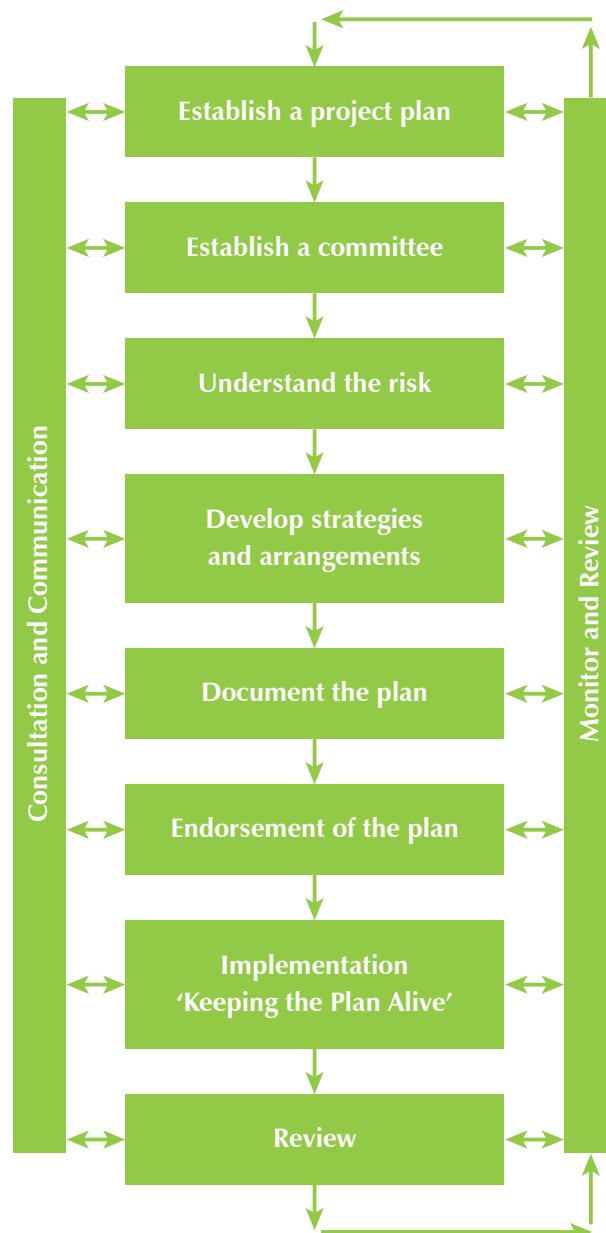 Establish a project plan
Establish a committee
Understand the risk
Develop strategies
and arrangements
Document the plan
Endorsement of the plan
Implementation
‘Keeping the Plan Alive’
Review
Consultation and Communication
Monitor and Review